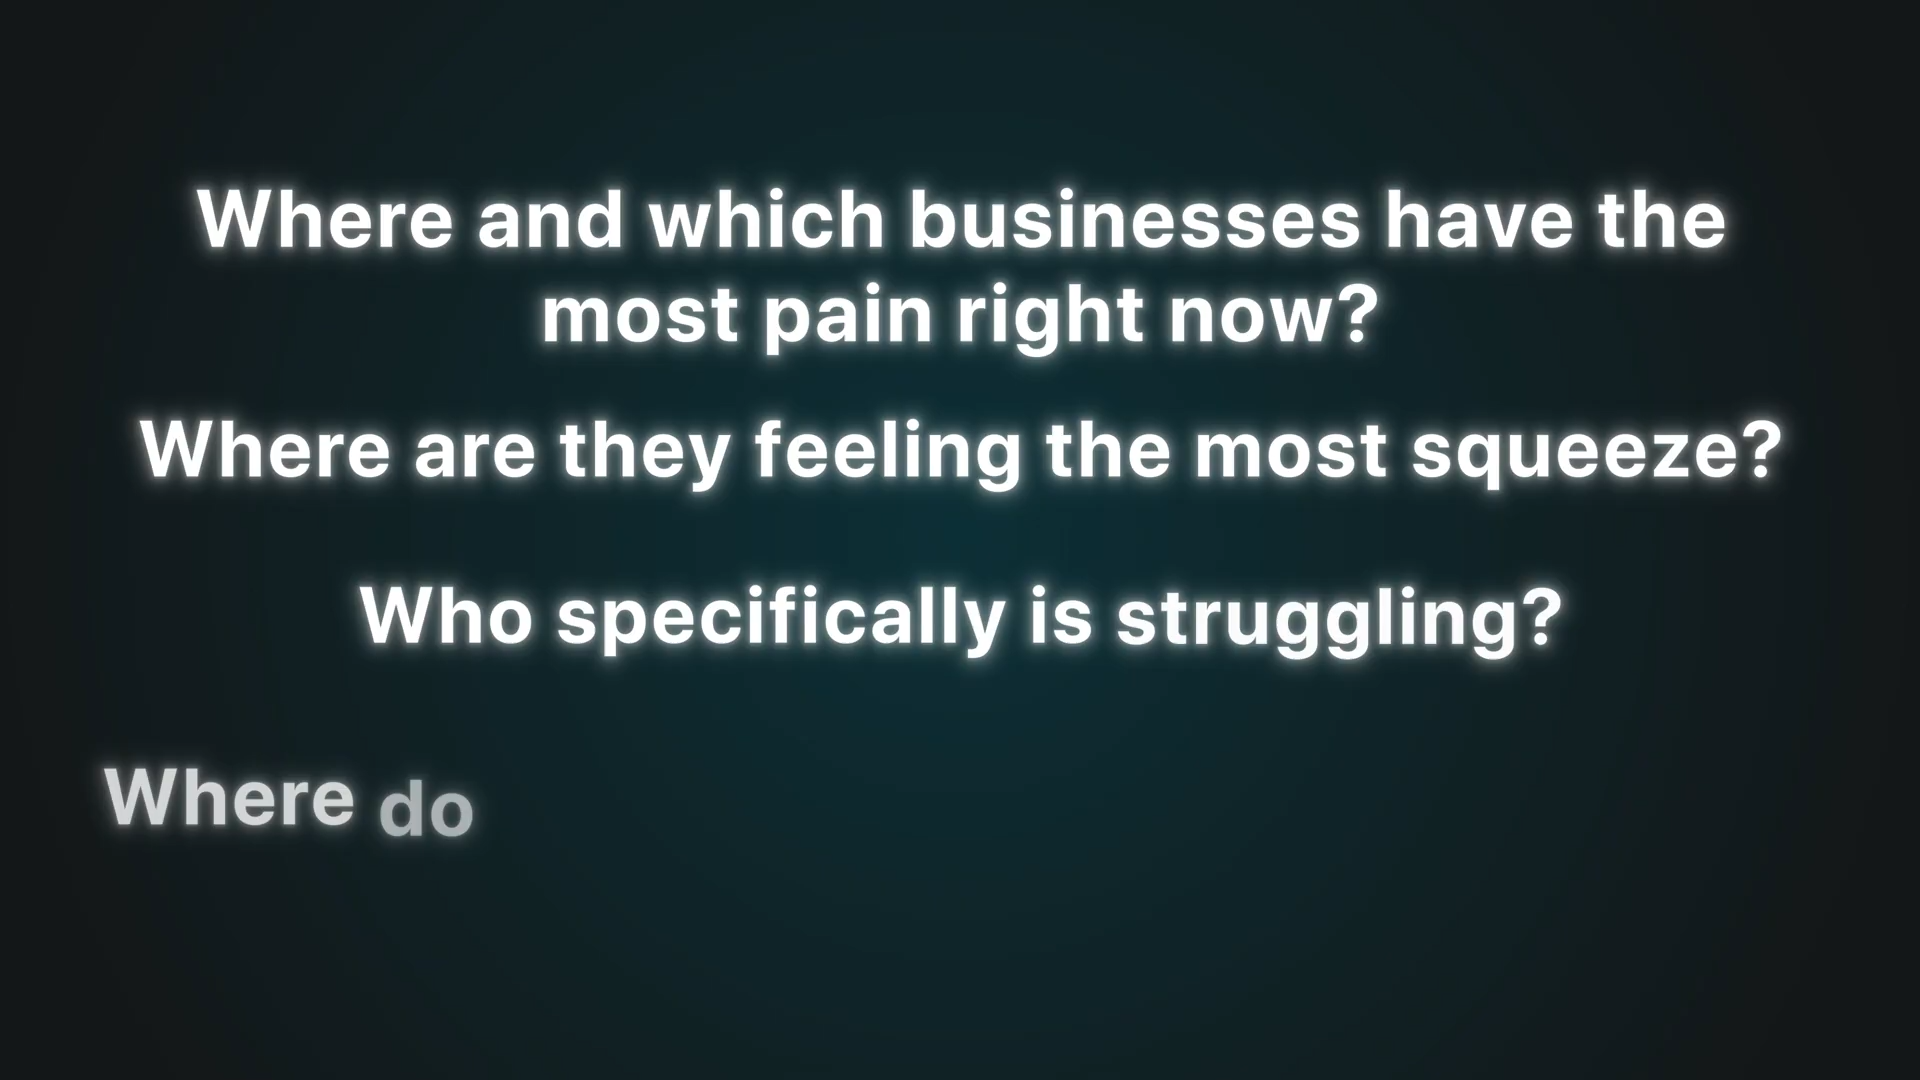 Where and which businesses have the
most pain right now?
Where are they feeling the most squeeze?
Who specifically is struggling?
Where do